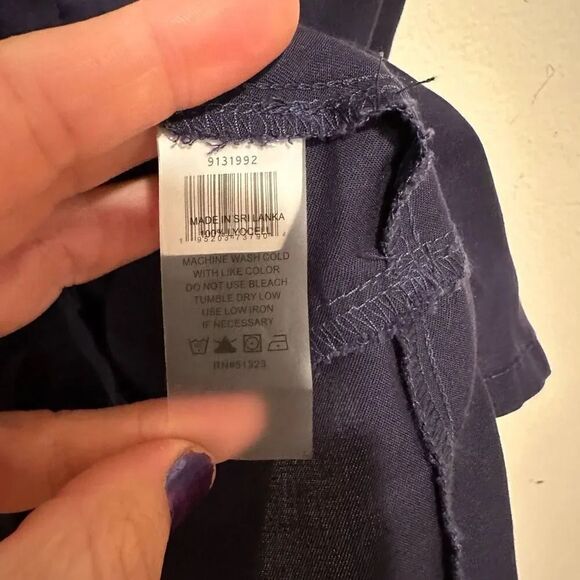 9131992
MADE IN SRI LANKA
100% LYOCELL
MACHINE WASH COLD
WITH LIKE COLOR
DO NOT USE BLEACH
TUMBLE DRY LOW
USE LOW IRON
IF NECESSARY
RN#51323